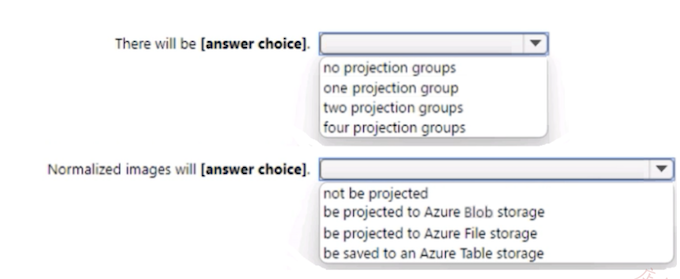 There will be [answer choice].
no projection groups
one projection group
two projection groups
four projection groups
Normalized images will [answer choice].
not be projected
be projected to Azure Blob storage
be projected to Azure File storage
be saved to an Azure Table storage